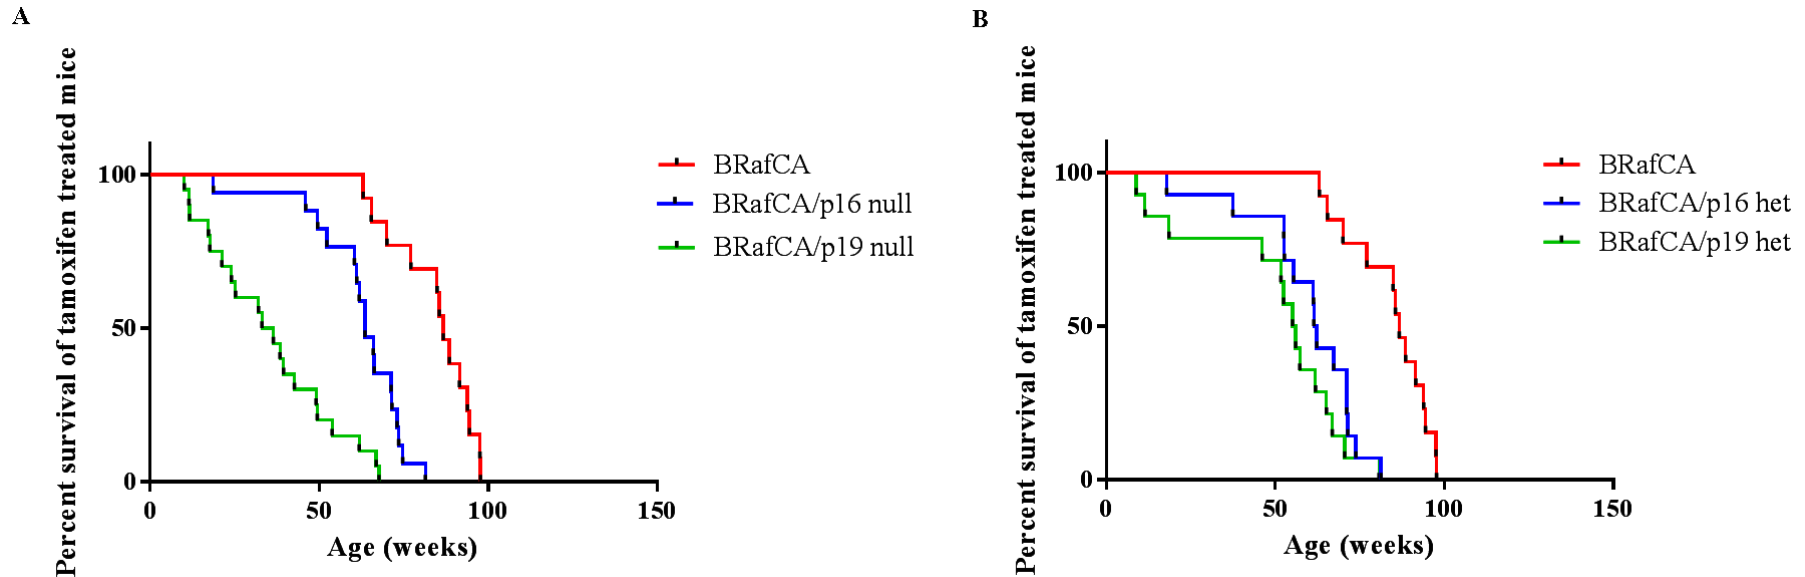 A
Percent survival of tamoxifen treated mice
100
50
0
0 50 100 150
Age (weeks)
BRafCA
BRafCA/p16 null
BRafCA/p19 null
B
Percent survival of tamoxifen treated mice
100
50
0
0 50 100 150
Age (weeks)
BRafCA
BRafCA/p16 het
BRafCA/p19 het